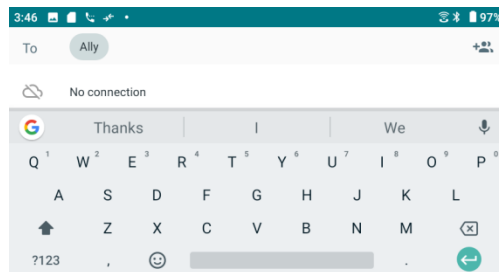 3:46 97%
To Ally
No connection
G Thanks I We
Q 1 W 2 E 3 R 4 T 5 Y 6 U 7 I 8 O 9 P 0
A S D F G H J K L
Z X C V B N M
?123 , .